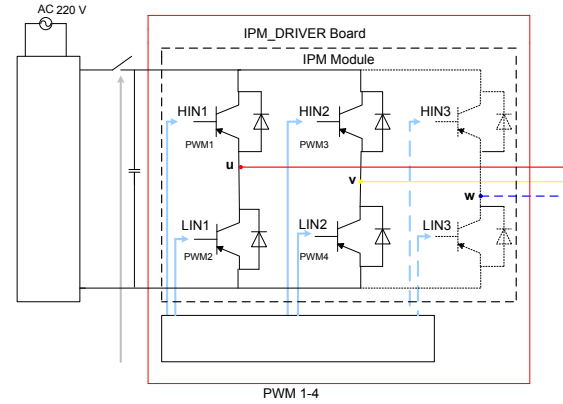 AC 220 V
IPM_DRIVER Board
IPM Module
HIN1
HIN2
HIN3
PWM1
PWM3
u
v
w
LIN1
LIN2
LIN3
PWM2
PWM4
PWM 1-4